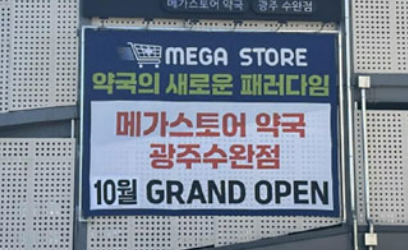 메가스토어 약국 광주 수완점
MEGA STORE
약국의 새로운 패러다임
메가스토어 약국
광주수완점
10월 GRAND OPEN